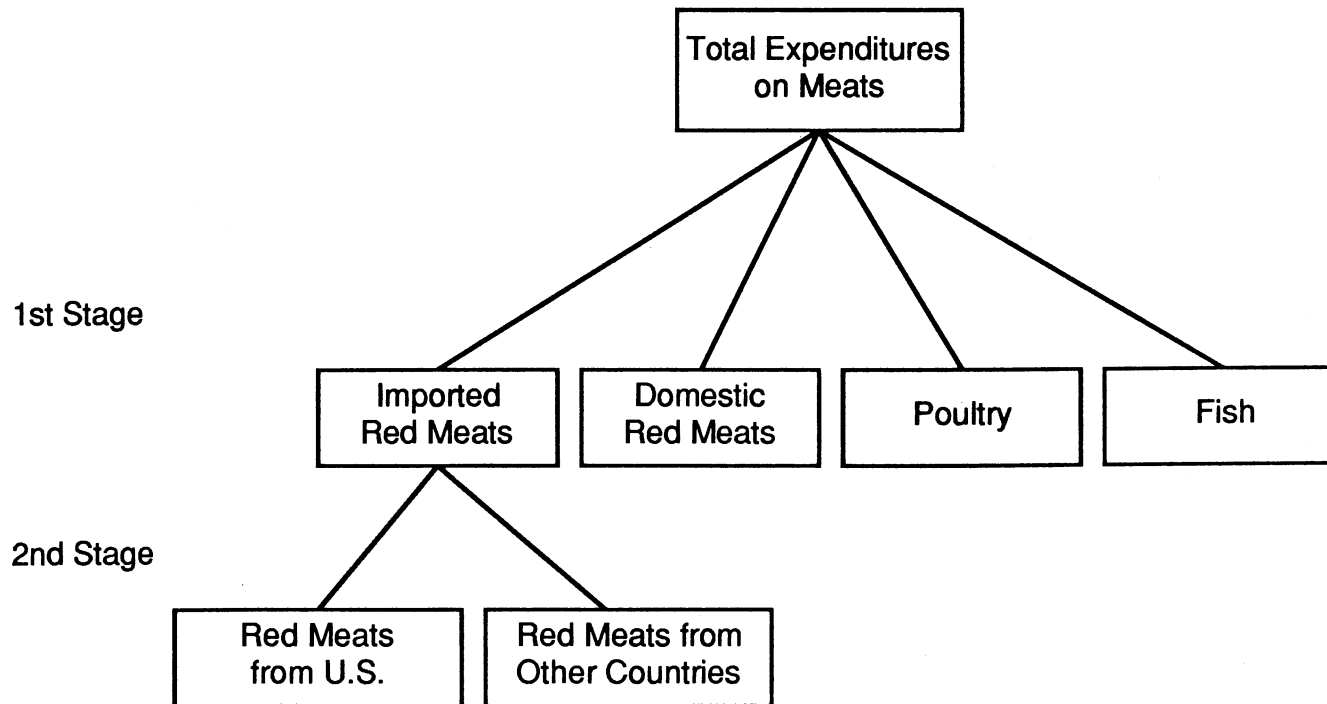 Total Expenditures
on Meats
1st Stage
Imported
Red Meats
Domestic
Red Meats
Poultry
Fish
2nd Stage
Red Meats
from U.S.
Red Meats from
Other Countries